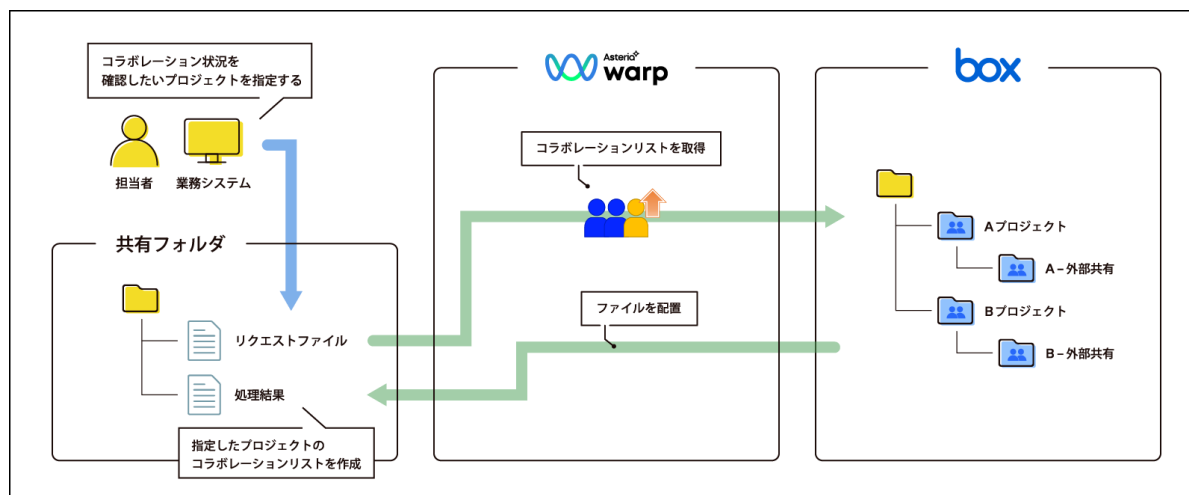 コラボレーション状況を
確認したいプロジェクトを指定する
担当者
業務システム
共有フォルダ
リクエストファイル
処理結果
指定したプロジェクトの
コラボレーションリストを作成
Asteria
warp
コラボレーションリストを取得
ファイルを配置
box
Aプロジェクト
A−外部共有
Bプロジェクト
B−外部共有